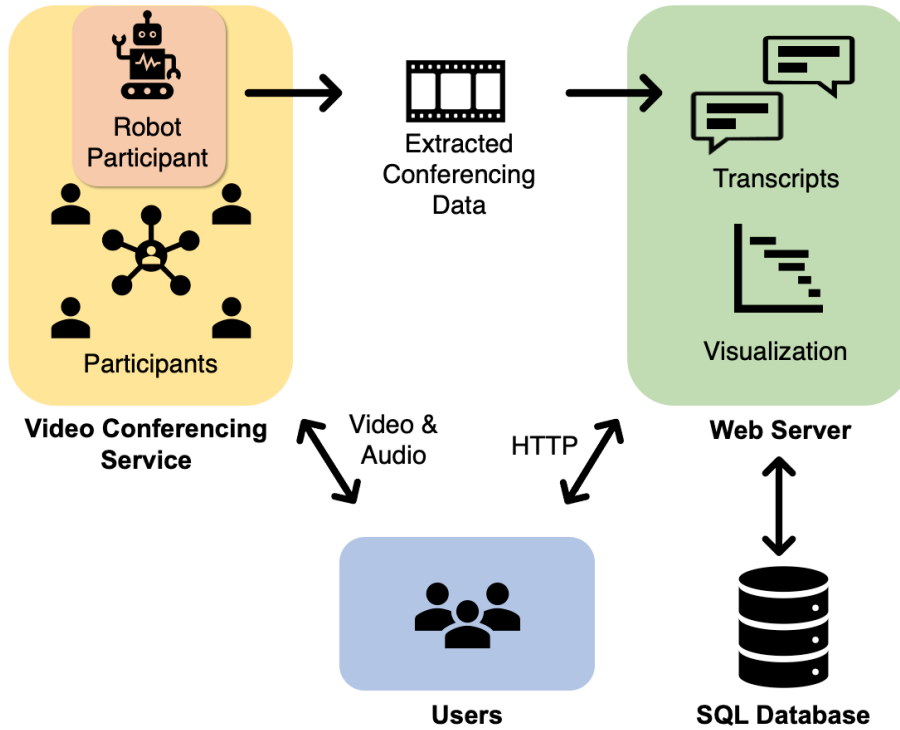 Robot
Participant
Extracted
Conferencing
Data
Transcripts
Visualization
Participants
Video Conferencing
Service
Video &
Audio
HTTP
Web Server
Users
SQL Database